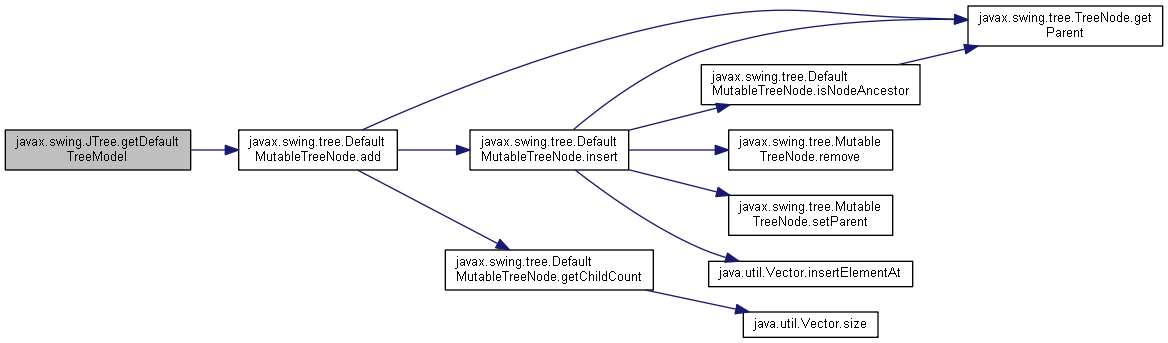 javax.swing.JTree.getDefault
TreeModel
javax.swing.tree.Default
MutableTreeNode.add
javax.swing.tree.Default
MutableTreeNode.insert
javax.swing.tree.Default
MutableTreeNode.getChildCount
javax.swing.tree.TreeNode.get
Parent
javax.swing.tree.Default
MutableTreeNode.isNodeAncestor
javax.swing.tree.Mutable
TreeNode.remove
javax.swing.tree.Mutable
TreeNode.setParent
java.util.Vector.insertElementAt
java.util.Vector.size